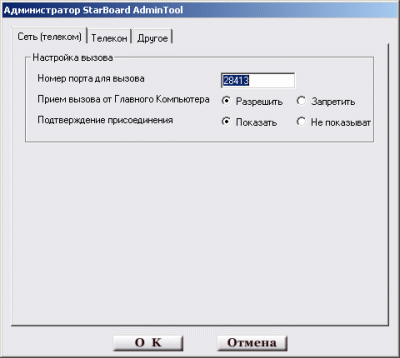 Администратор StarBoard AdminTool
Сеть (телеком) Телекон Другое
Настройка вызова
Номер порта для вызова 28413
Прием вызова от Главного Компьютера Разрешить Запретить
Подтверждение присоединения Показать Не показыват
О К Отмена